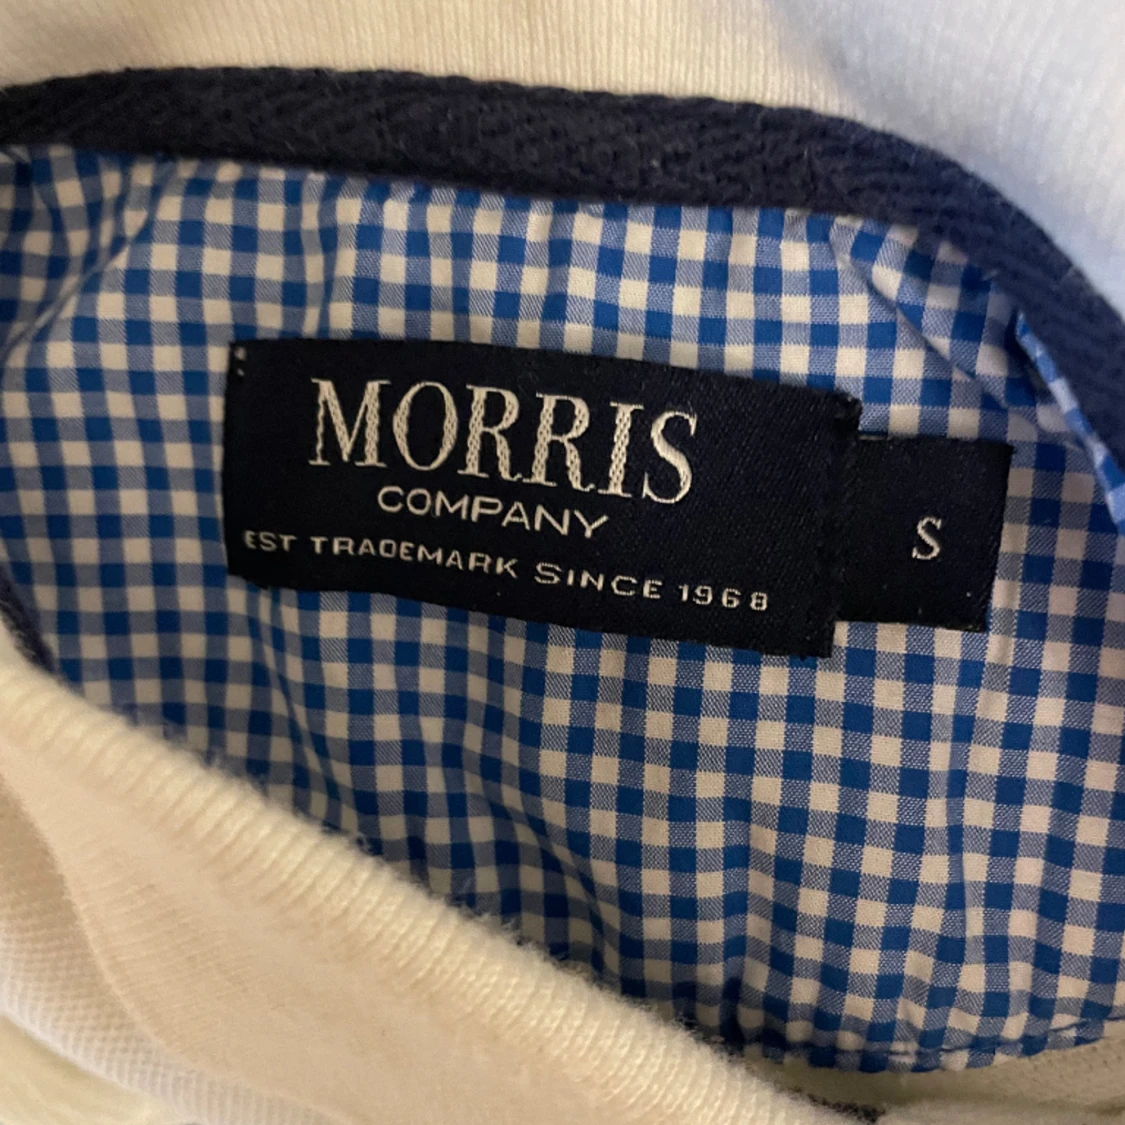 MORRIS
COMPANY
EST TRADEMARK SINCE 1968
S